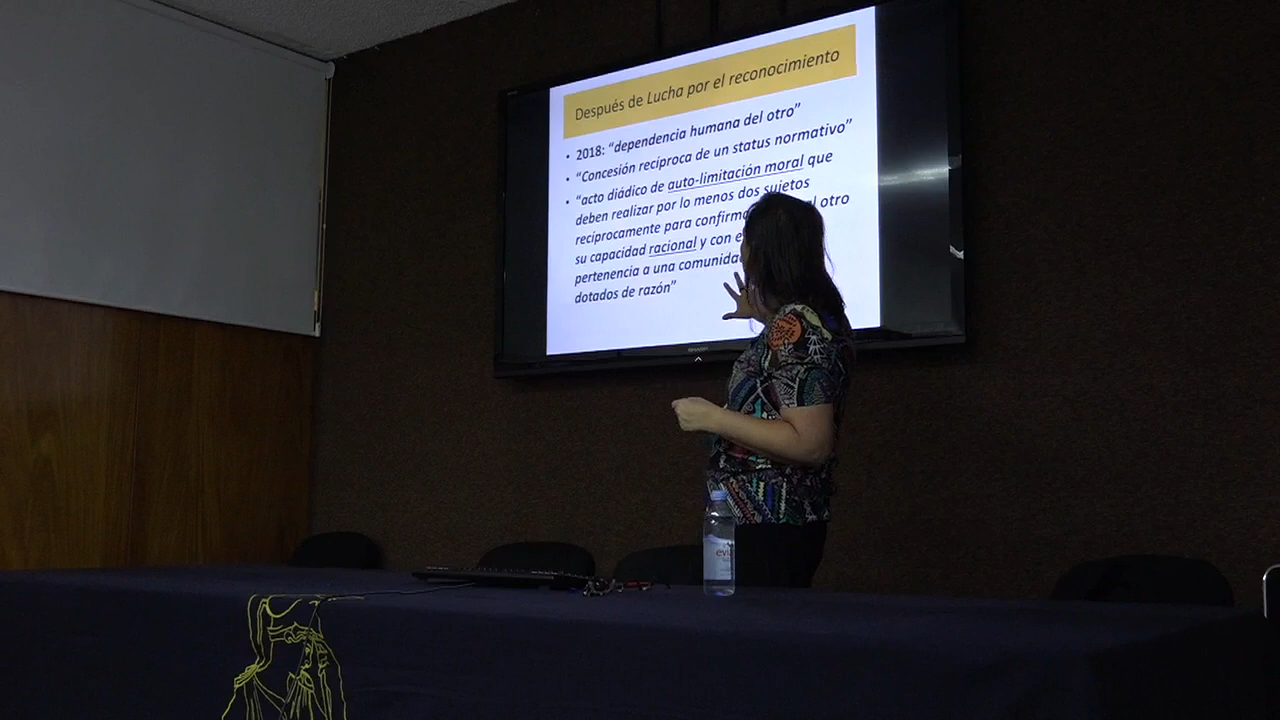 Después de Lucha por el reconocimiento
• 2018: “dependencia humana del otro”
• “Concesión recíproca de un status normativo”
• “acto diádico de auto-limitación moral que
deben realizar por lo menos dos sujetos
recíprocamente para confirma otro
su capacidad racional y con
pertenencia a una comunidad
dotados de razón”
evian